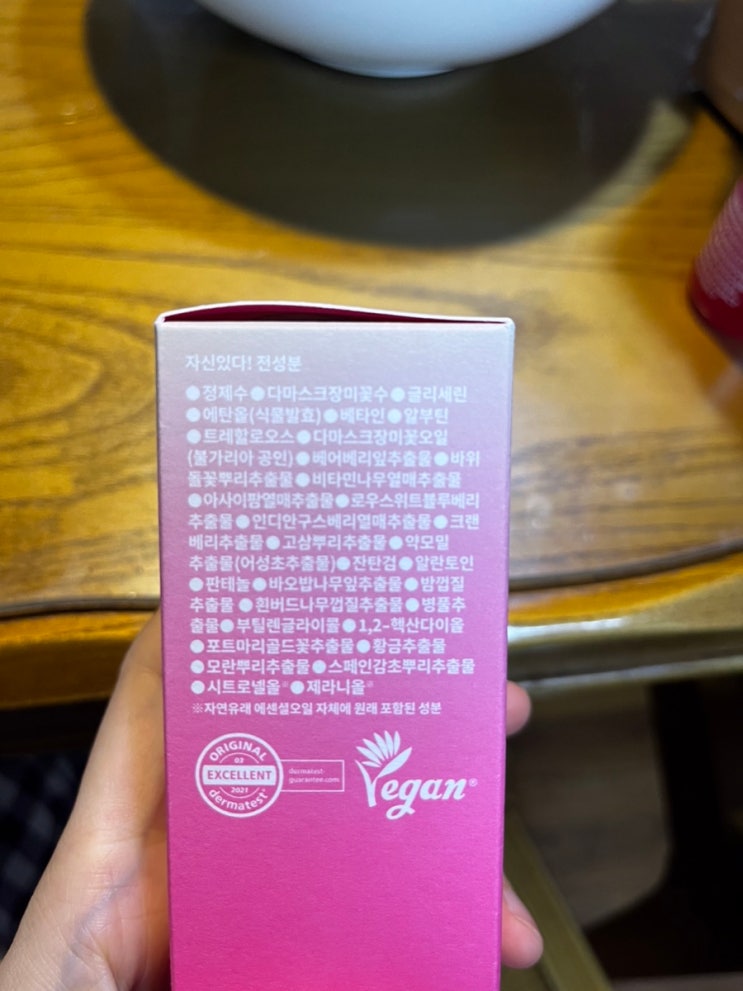 자신있다! 전성분
●정제수●다마스크장미꽃수●글리세린
●에탄올(식물발효)●베타인●알부틴
●트레할로오스●다마스크장미꽃오일
(불가리아 공인)●베어베리잎추출물●바위
돌꽃뿌리추출물●비타민나무열매추출물
●아사이팜열매추출물●로우스위트블루베리
추출물●인디안구스베리열매추출물●크랜
베리추출물●고삼뿌리추출물●약모밀
추출물(어성초추출물)●잔탄검●알란토인
●판테놀●바오밥나무잎추출물●밤껍질
추출물●흰버드나무껍질추출물●병풀추
출물●부틸렌글라이콜●1,2-헥산다이올
●포트마리골드꽃추출물●황금추출물
●모란뿌리추출물●스페인감초뿌리추출물
●시트로넬올※●제라니올※
※자연유래 에센셜오일 자체에 원래 포함된 성분
ORIGINAL
03
EXCELLENT
2021
dermatest®
dermatest-
guarantee.com
Vegan®